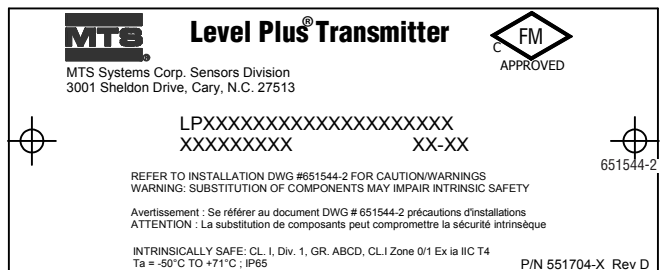 MTS® Level Plus® Transmitter
C FM APPROVED
MTS Systems Corp. Sensors Division
3001 Sheldon Drive, Cary, N.C. 27513
LPXXXXXXXXXXXXXXXXXXXX
XXXXXXXXX XX-XX
651544-2
REFER TO INSTALLATION DWG #651544-2 FOR CAUTION/WARNINGS
WARNING: SUBSTITUTION OF COMPONENTS MAY IMPAIR INTRINSIC SAFETY
Avertissement : Se référer au document DWG # 651544-2 précautions d'installations
ATTENTION : La substitution de composants peut compromettre la sécurité intrinsèque
INTRINSICALLY SAFE: CL. I, Div. 1, GR. ABCD, CL.I Zone 0/1 Ex ia IIC T4
Ta = -50°C TO +71°C ; IP65
P/N 551704-X Rev D